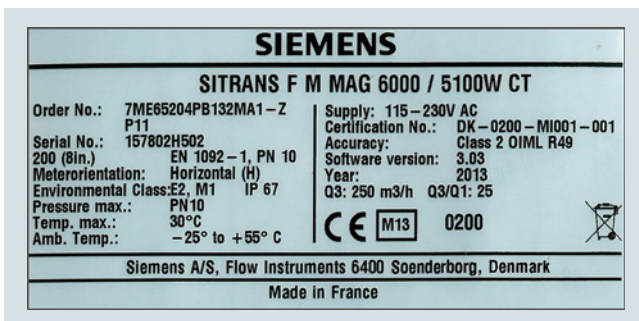 SIEMENS
SITRANS F M MAG 6000 / 5100W CT
Order No.: 7ME65204PB132MA1-Z
P11
Serial No.: 157802H502
200 (8in.) EN 1092-1, PN 10
Meterorientation: Horizontal (H)
Environmental Class: E2, M1 IP 67
Pressure max.: PN10
Temp. max.: 30°C
Amb. Temp.: -25° to +55° C
Supply: 115-230V AC
Certification No.: DK-0200-MI001-001
Accuracy: Class 2 OIML R49
Software version: 3.03
Year: 2013
Q3: 250 m3/h Q3/Q1: 25
CE M13 0200
Siemens A/S, Flow Instruments 6400 Soenderborg, Denmark
Made in France